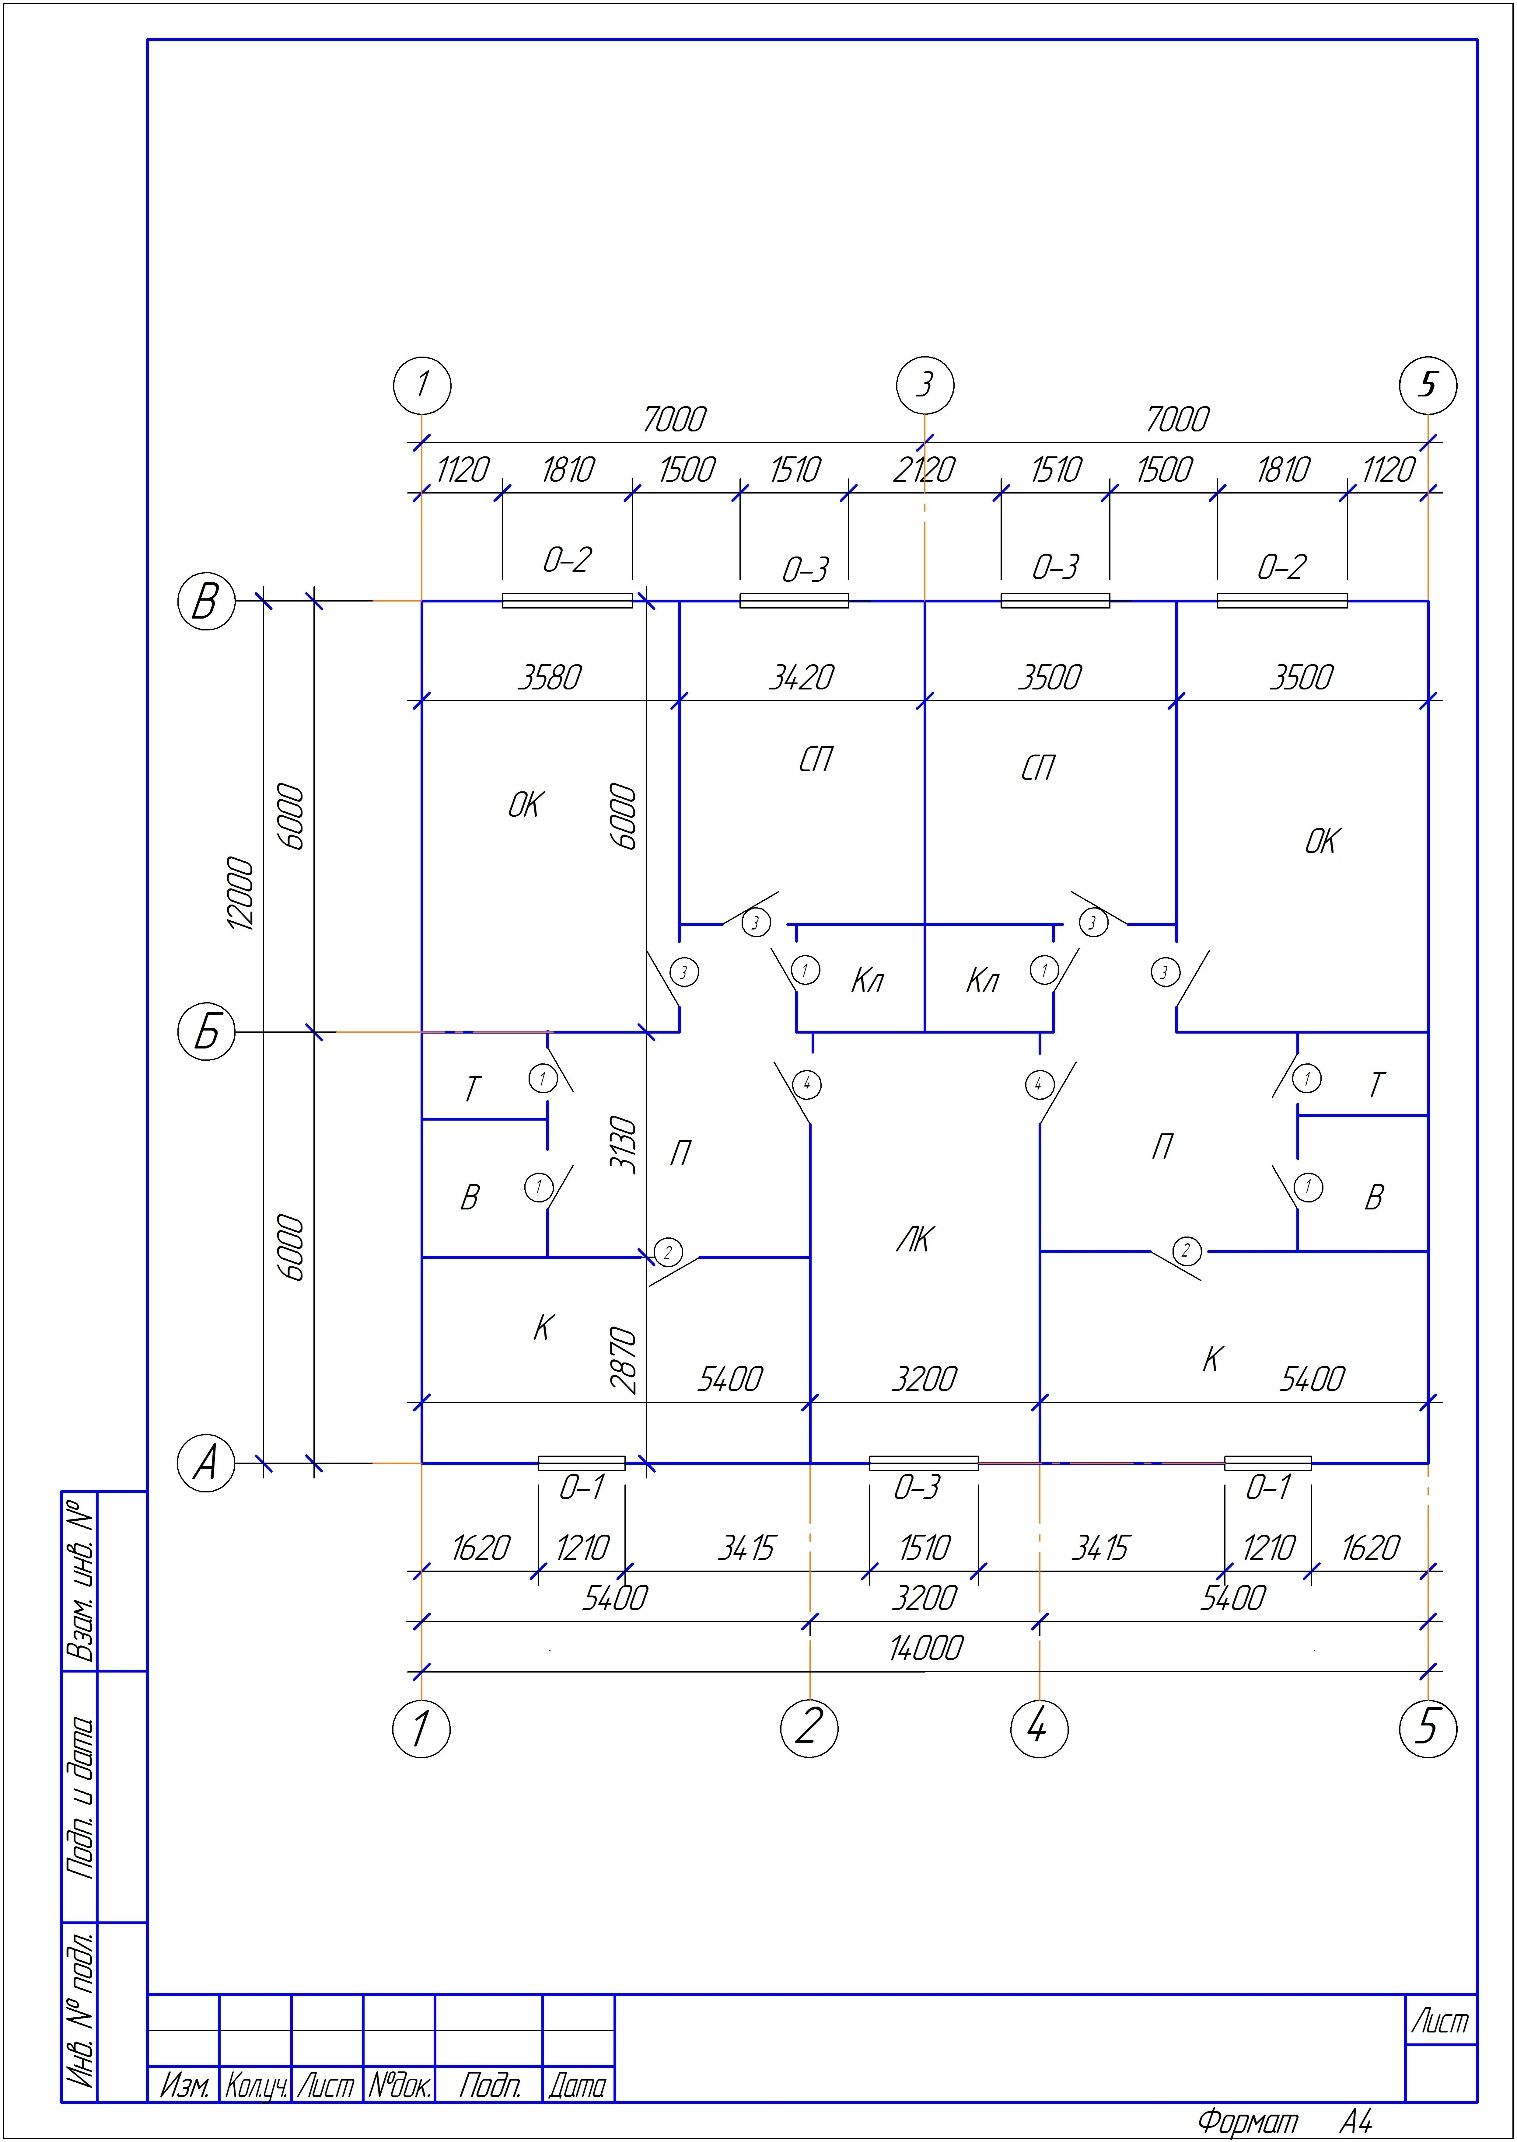 1 3 5
7000 7000
1120 1810 1500 1510 2120 1510 1500 1810 1120
О-2 О-3 О-3 О-2
В
3580 3420 3500 3500
СП СП
ОК 6000 ОК
6000
12000
3 3
3 1 Кл Кл 1 3
Б
Т 1 4 4 1 Т
3130 П П
В 1 1 В
6000 ЛК
2 2
К 2870 К
5400 3200 5400
А
О-1 О-3 О-1
1620 1210 3415 1510 3415 1210 1620
5400 3200 5400
14000
1 2 4 5
Взам. инв. №
Подп. и дата
Инв. № подл.
Изм. Кол.уч. Лист №док. Подп. Дата
Лист
Формат А4